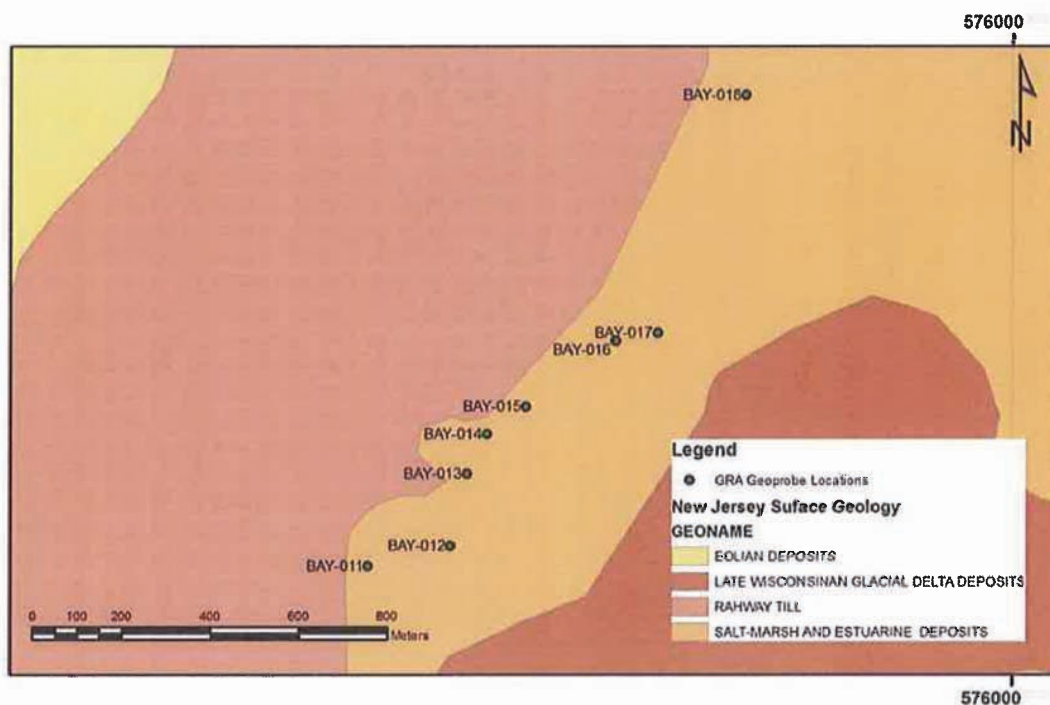 576000
N
BAY-018
BAY-017
BAY-016
BAY-015
BAY-014
BAY-013
BAY-012
BAY-011
0 100 200 400 600 800
Meters
Legend
GRA Geoprobe Locations
New Jersey Suface Geology
GEONAME
EOLIAN DEPOSITS
LATE WISCONSINAN GLACIAL DELTA DEPOSITS
RAHWAY TILL
SALT-MARSH AND ESTUARINE DEPOSITS
576000